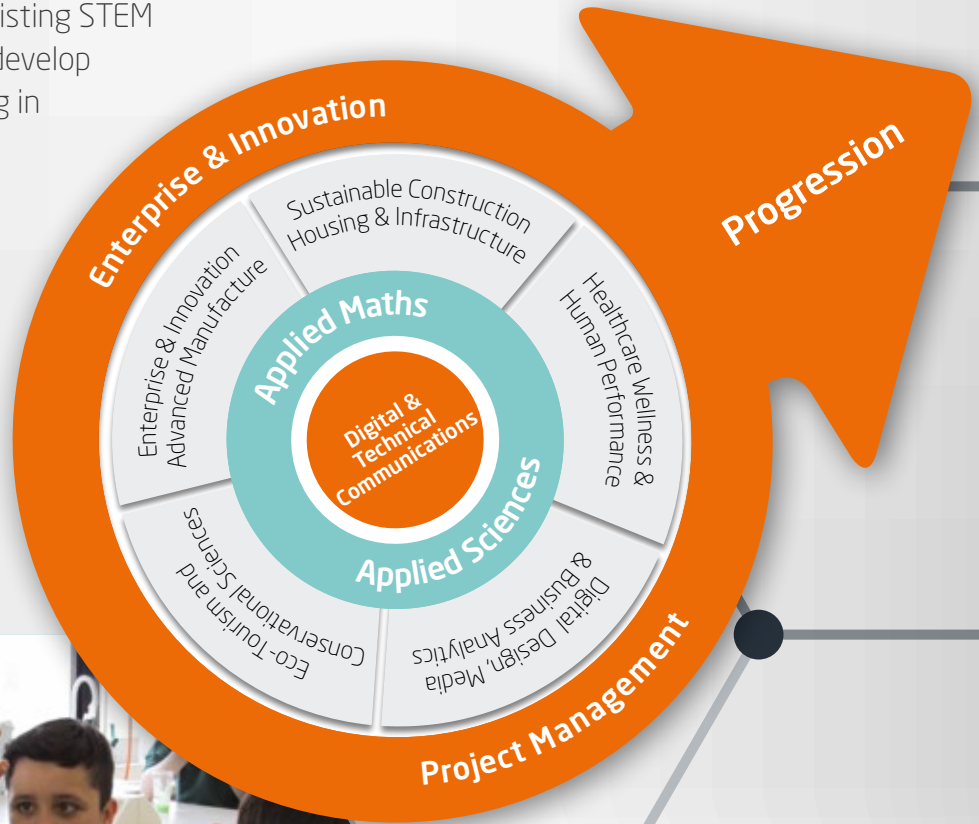 isting STEM
develop
g in
Enterprise & Innovation
Progression
Sustainable Construction
Housing & Infrastructure
Enterprise & Innovation
Advanced Manufacture
Healthcare Wellness &
Human Performance
Applied Maths
Digital &
Technical
Communications
Applied Sciences
Eco-Tourism and
Conservational Sciences
Digital Design, Media
& Business Analytics
Project Management